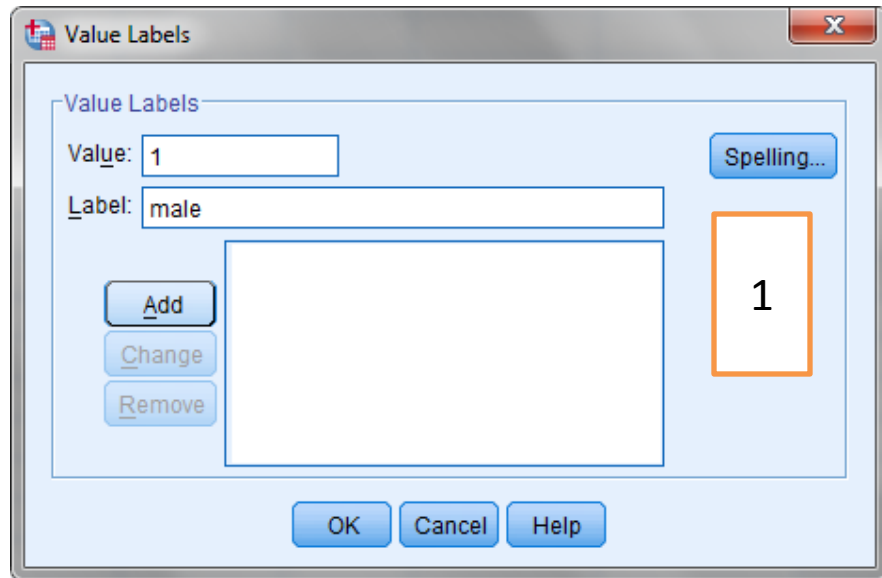 Value Labels
X
Value Labels
Value: 1
Spelling...
Label: male
Add
1
Change
Remove
OK Cancel Help